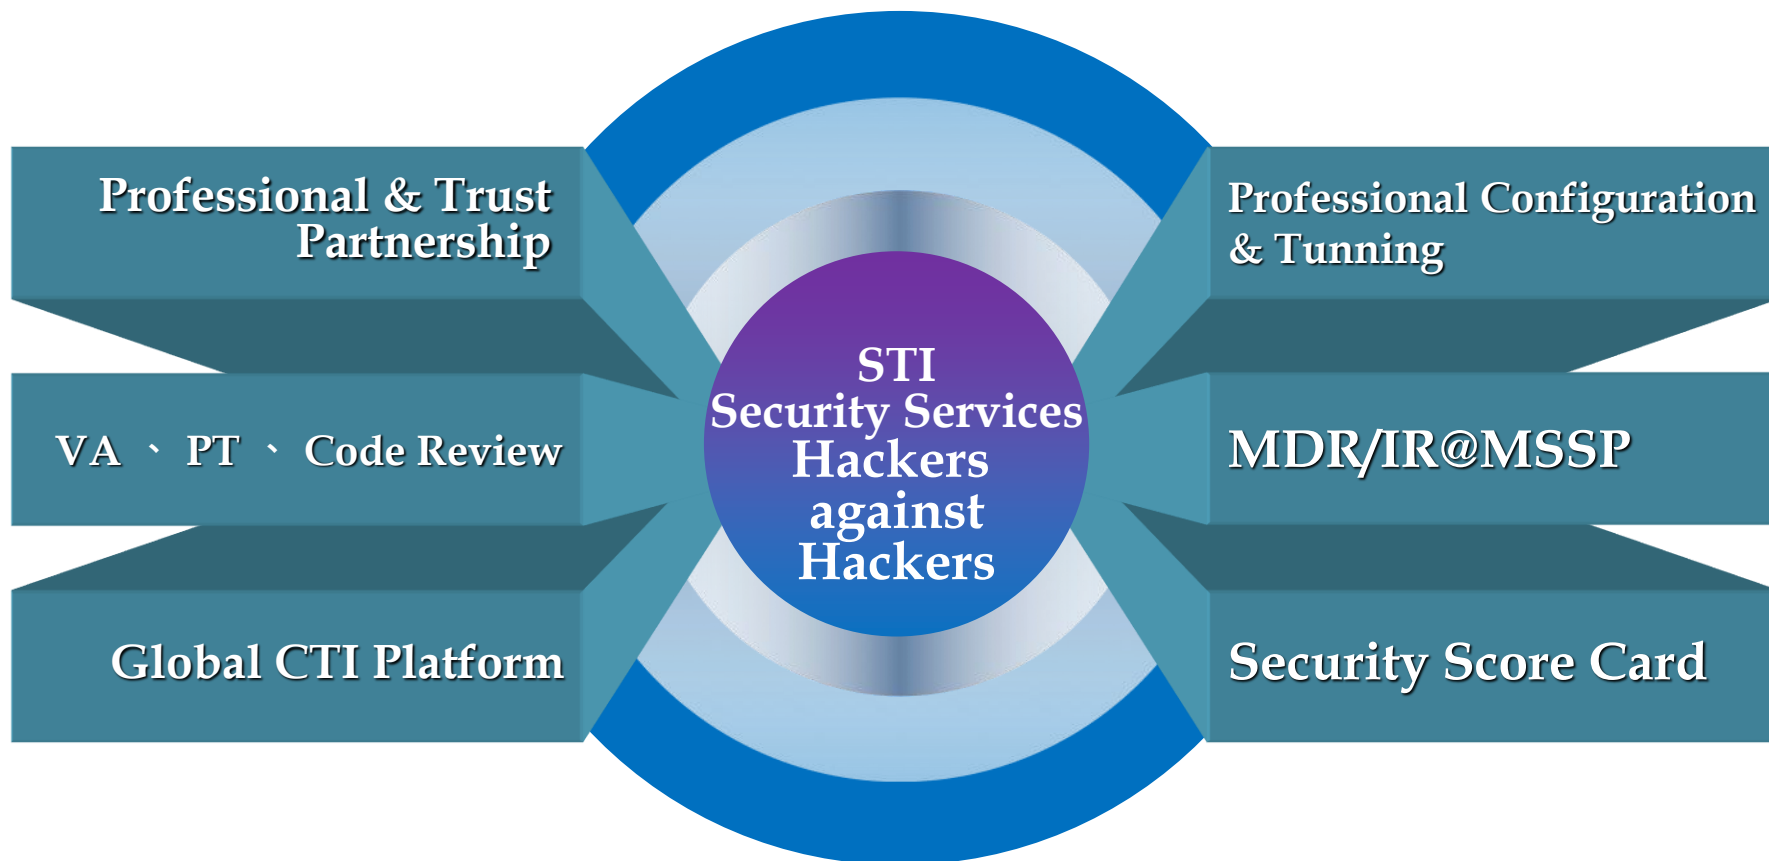 Professional & Trust
Partnership
VA 、 PT 、 Code Review
Global CTI Platform
STI
Security Services
Hackers
against
Hackers
Professional Configuration
& Tunning
MDR/IR@MSSP
Security Score Card